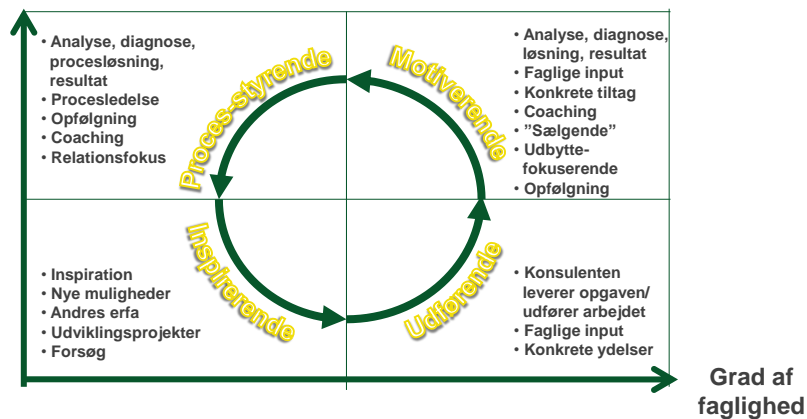 • Analyse, diagnose,
procesløsning,
resultat
• Procesledelse
• Opfølgning
• Coaching
• Relationsfokus
Proces-styrende
Motiverende
• Analyse, diagnose,
løsning, resultat
• Faglige input
• Konkrete tiltag
• Coaching
• ”Sælgende”
• Udbytte-
fokuserende
• Opfølgning
• Inspiration
• Nye muligheder
• Andres erfa
• Udviklingsprojekter
• Forsøg
Inspirerende
Udførende
• Konsulenten
leverer opgaven/
udfører arbejdet
• Faglige input
• Konkrete ydelser
Grad af
faglighed